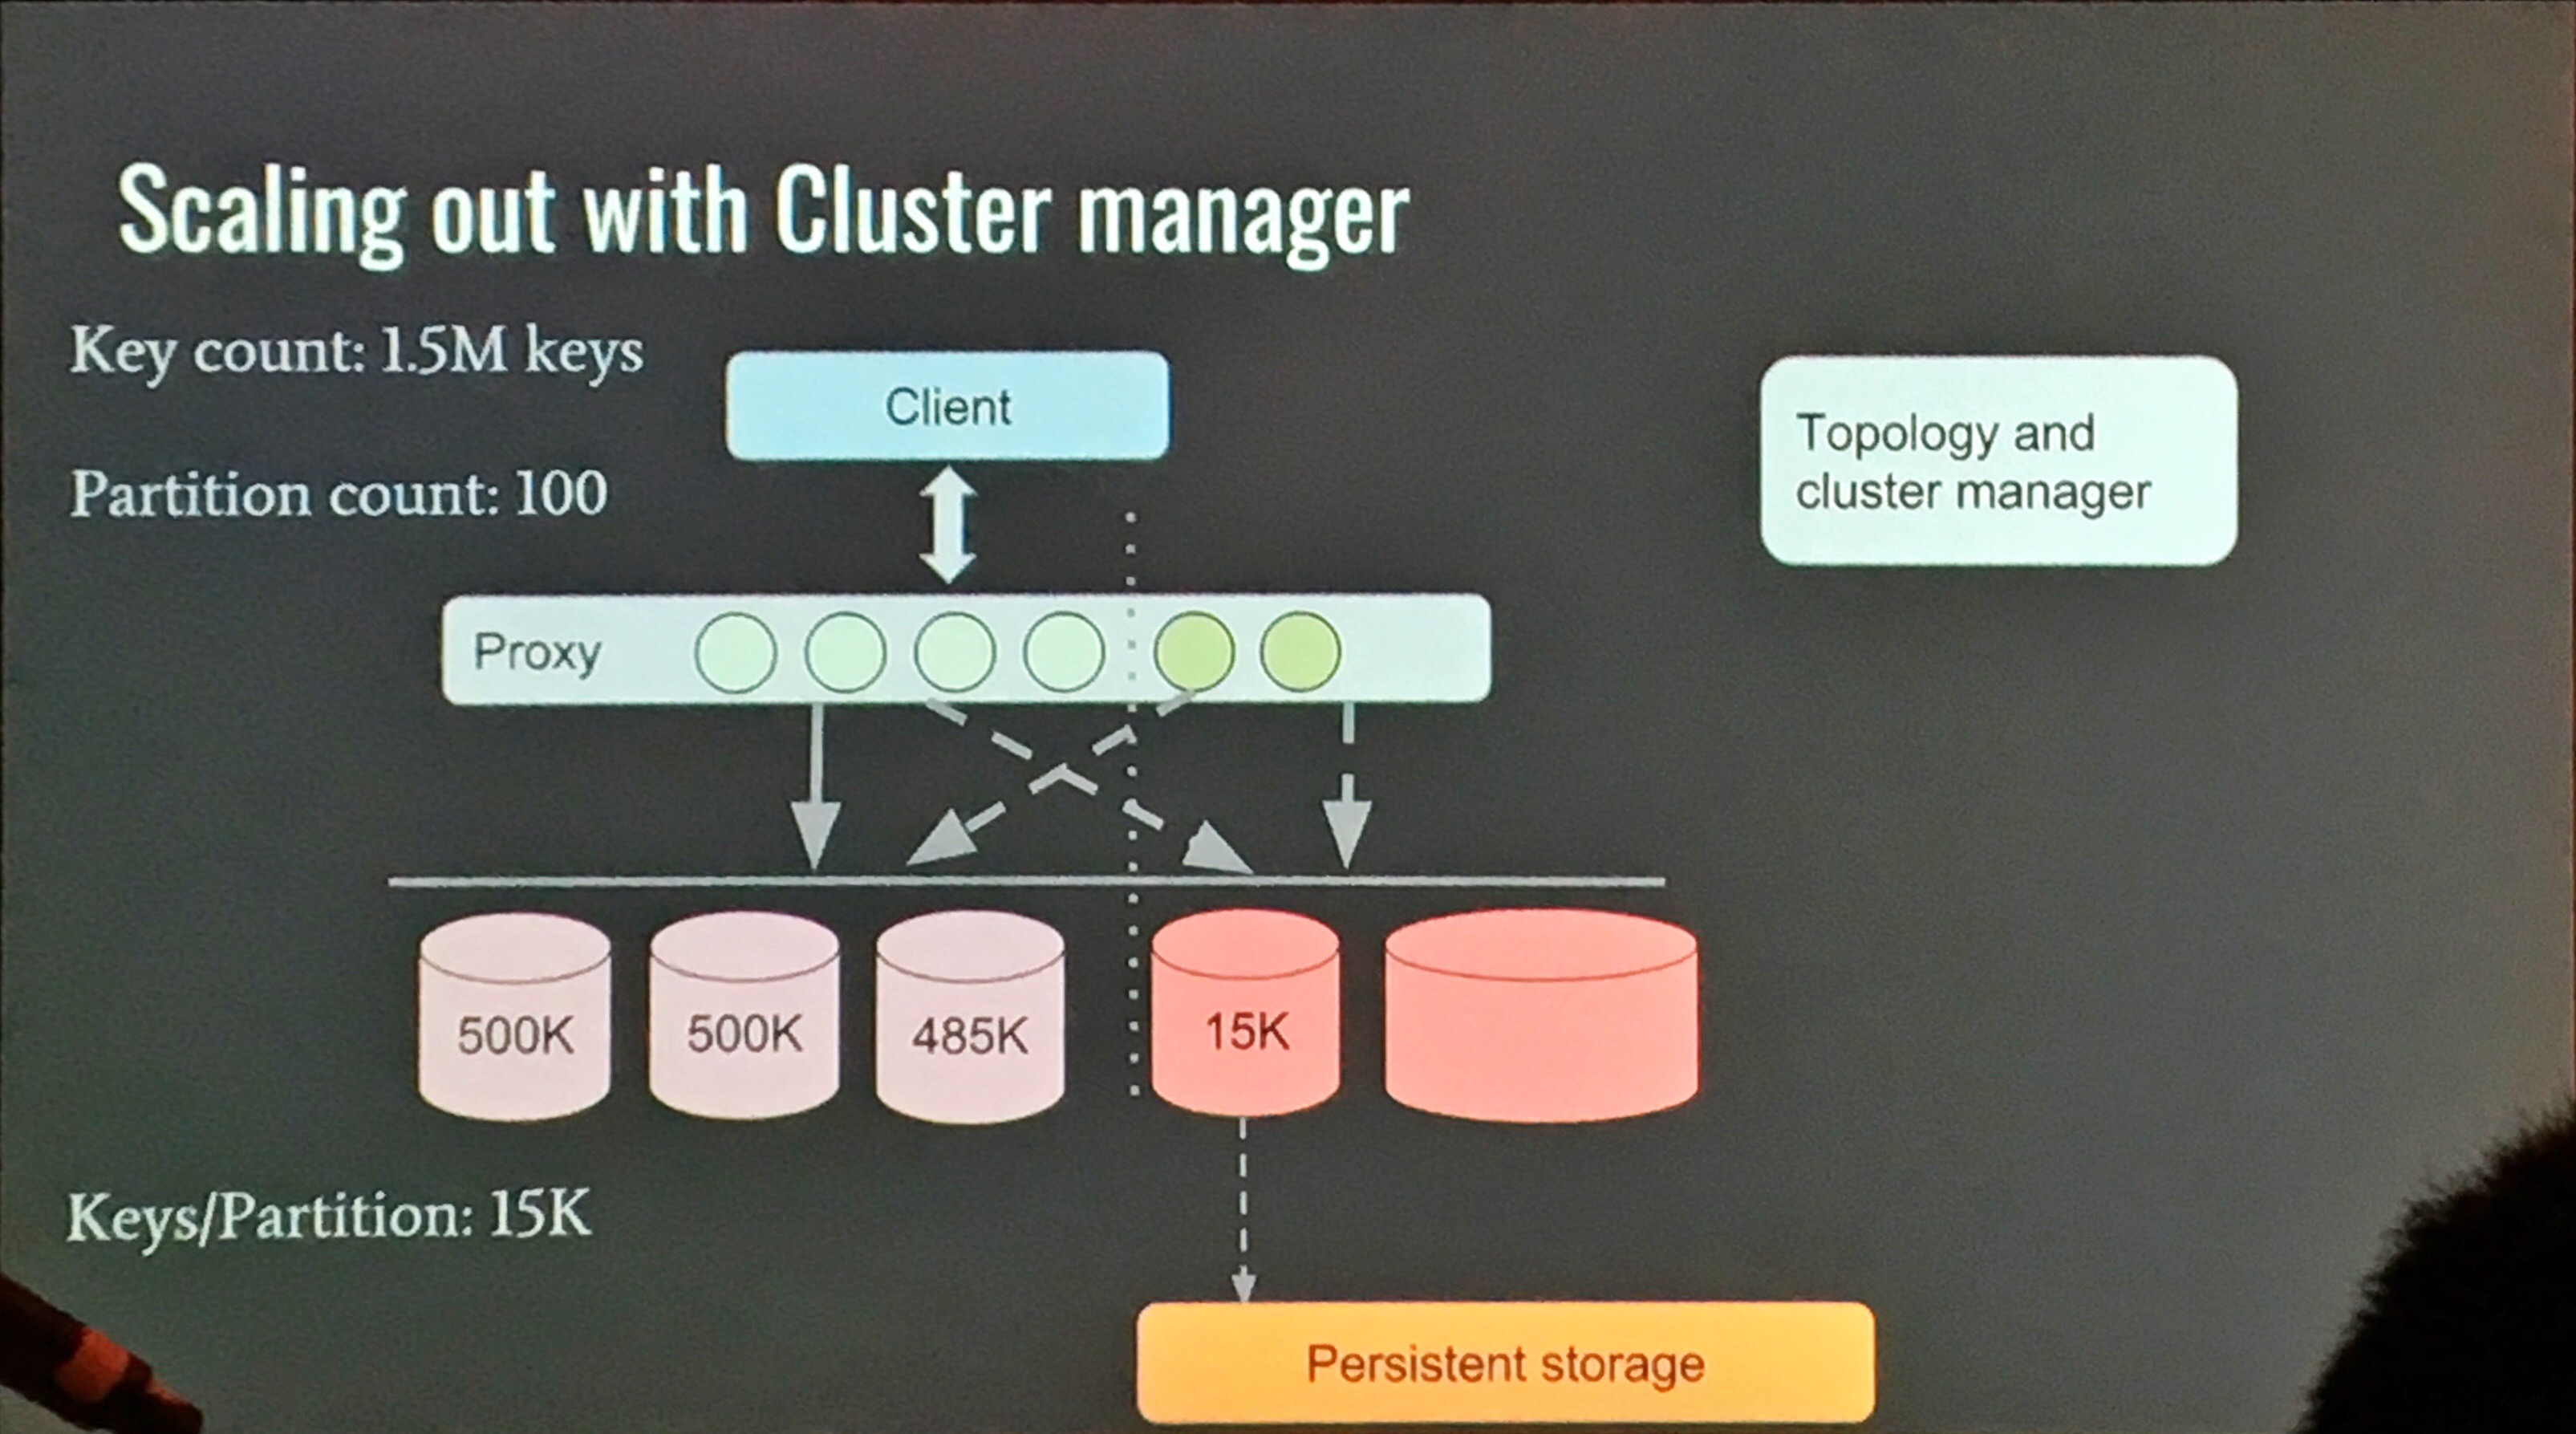 Scaling out with Cluster manager
Key count: 1.5M keys
Client
Topology and
cluster manager
Partition count: 100
Proxy
500K
500K
485K
15K
Keys/Partition: 15K
Persistent storage